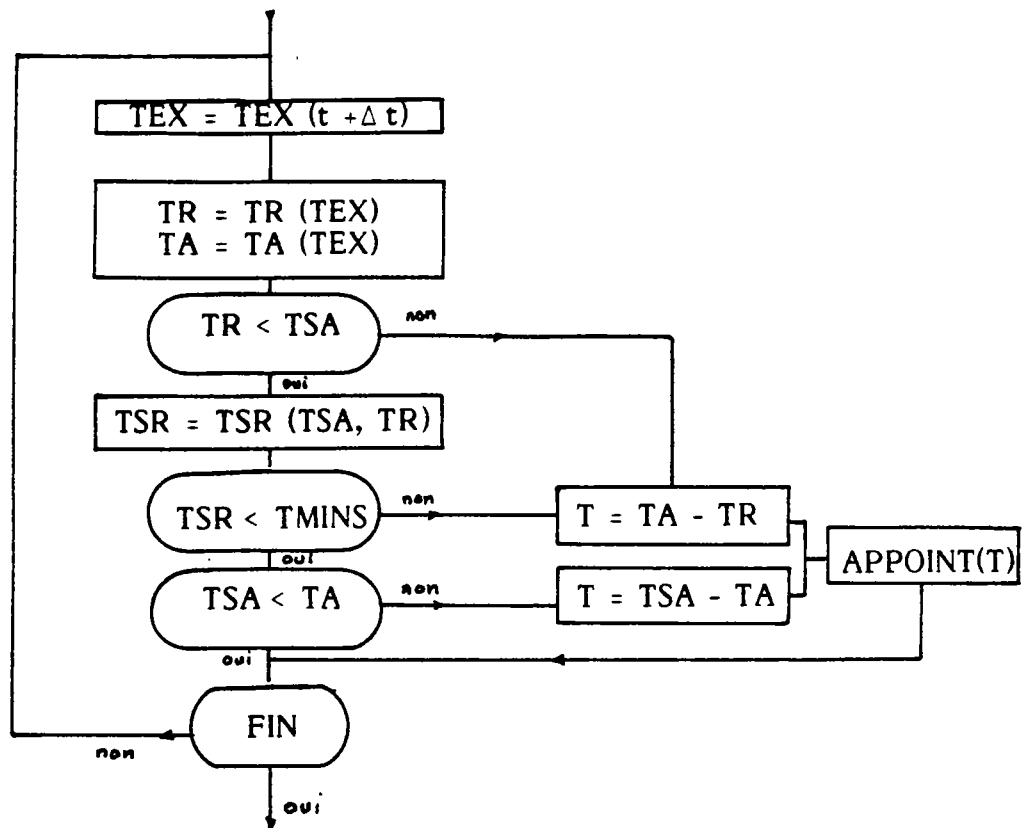 TEX = TEX (t + Δ t)
TR = TR (TEX)
TA = TA (TEX)
TR < TSA
non
oui
TSR = TSR (TSA, TR)
TSR < TMINS
non
T = TA - TR
oui
APPOINT(T)
TSA < TA
non
T = TSA - TA
oui
FIN
non
oui